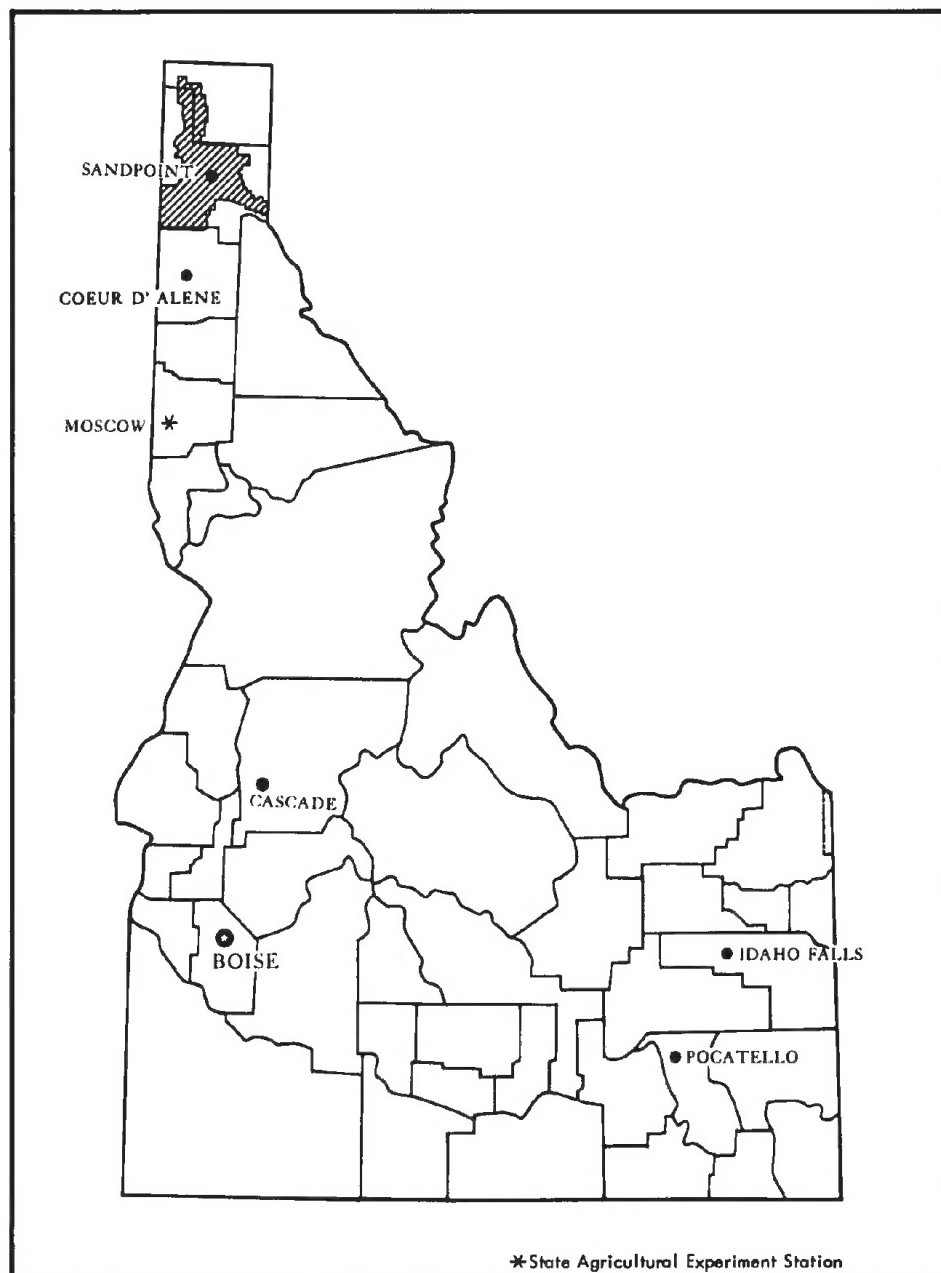 SANDPOINT
COEUR D' ALENE
MOSCOW
CASCADE
BOISE
IDAHO FALLS
POCATELLO
*State Agricultural Experiment Station